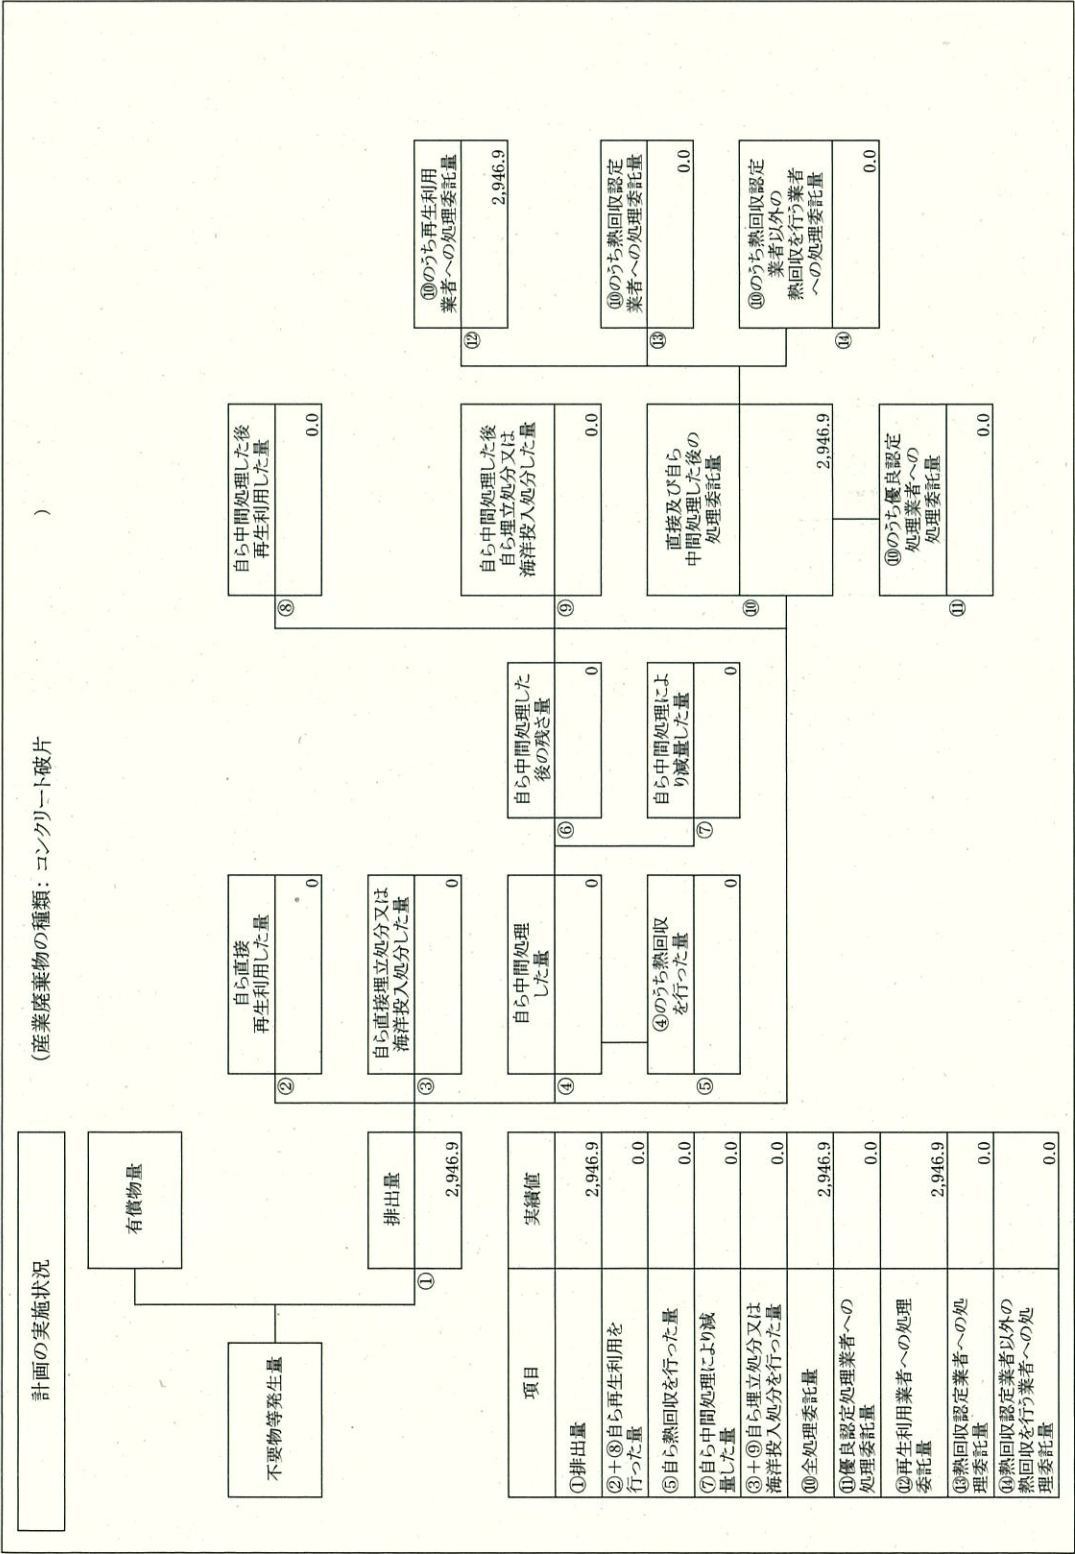 計画の実施状況
(産業廃棄物の種類：コンクリート破片　　　)
不要物等発生量
有償物量
①
排出量
2,946.9
②
自ら直接
再生利用した量
0
③
自ら直接埋立処分又は
海洋投入処分した量
0
④
自ら中間処理
した量
0
⑤
④のうち熱回収
を行った量
0
⑥
自ら中間処理した
後の残さ量
0
⑦
自ら中間処理によ
り減量した量
0
⑧
自ら中間処理した後
再生利用した量
0.0
⑨
自ら中間処理した後
自ら埋立処分又は
海洋投入処分した量
0.0
⑩
直接及び自ら
中間処理した後の
処理委託量
2,946.9
⑪
⑩のうち優良認定
処理業者への
処理委託量
0.0
⑫
⑩のうち再生利用
業者への処理委託量
2,946.9
⑬
⑩のうち熱回収認定
業者への処理委託量
0.0
⑭
⑩のうち熱回収認定
業者以外の
熱回収を行う業者
への処理委託量
0.0
項目 実績値
①排出量 2,946.9
②＋⑧自ら再生利用を
行った量 0.0
⑤自ら熱回収を行った量 0.0
⑦自ら中間処理により減
量した量 0.0
③＋⑨自ら埋立処分又は
海洋投入処分を行った量 0.0
⑩全処理委託量 2,946.9
⑪優良認定処理業者への
処理委託量 0.0
⑫再生利用業者への処理
委託量 2,946.9
⑬熱回収認定業者への処
理委託量 0.0
⑭熱回収認定業者以外の
熱回収を行う業者への処
理委託量 0.0